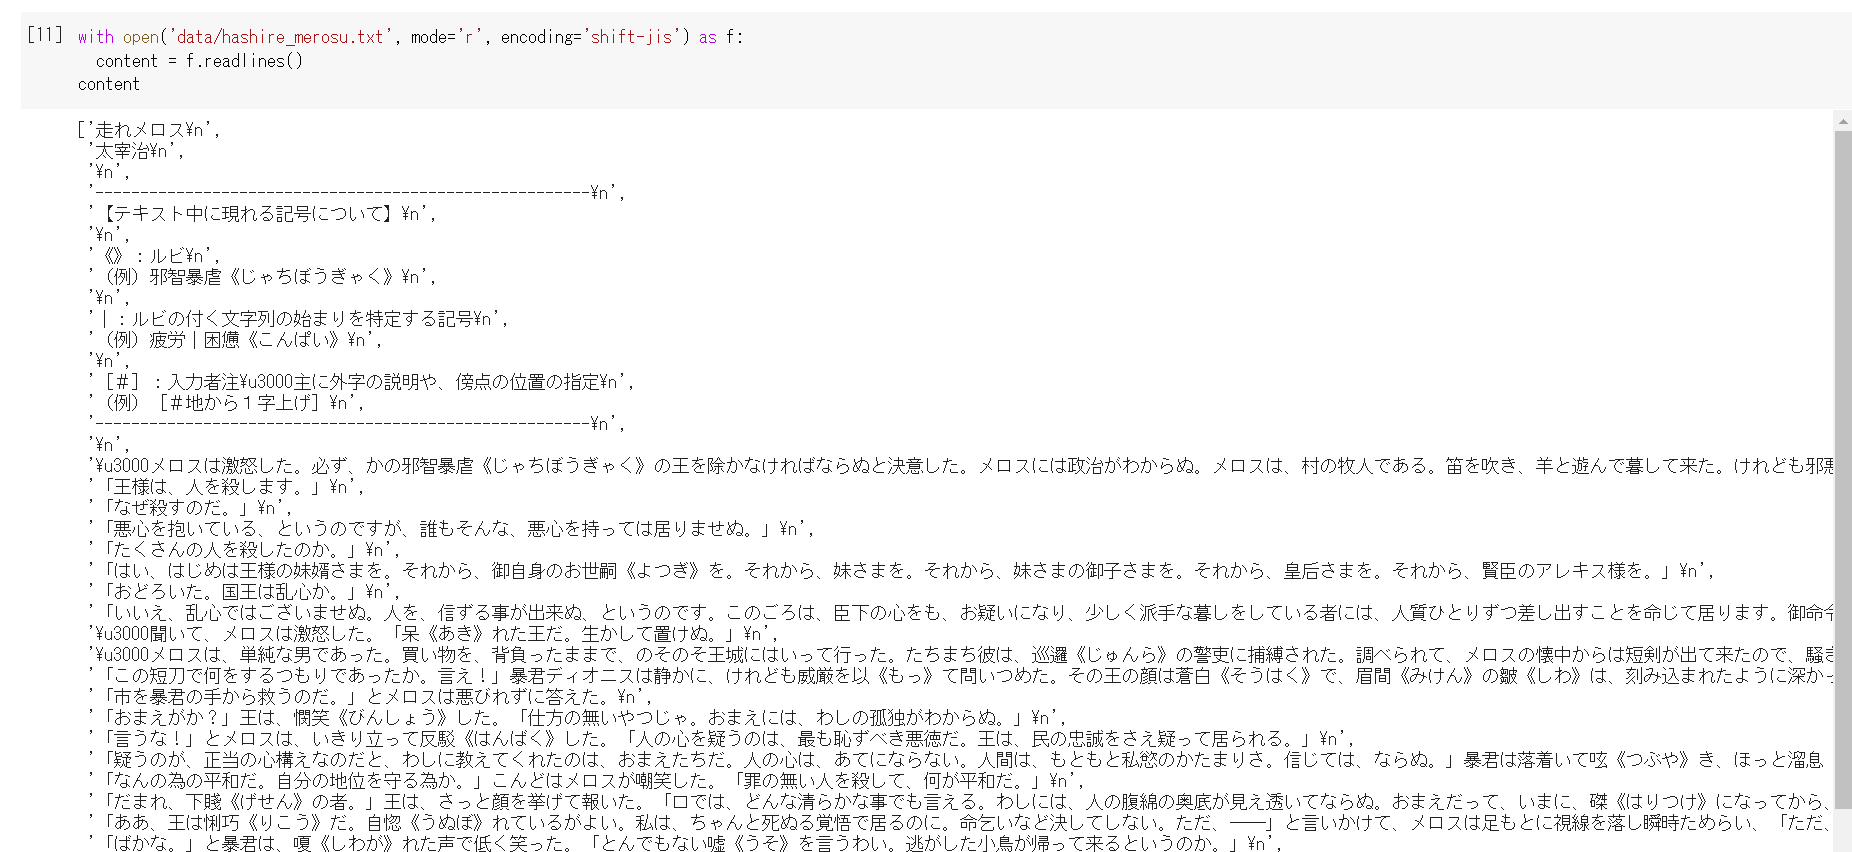 [11] with open('data/hashire_merosu.txt', mode='r', encoding='shift-jis') as f:
content = f.readlines()
content
['走れメロス¥n',
'太宰治¥n',
'¥n',
'-------------------------------------------------------¥n',
'【テキスト中に現れる記号について】¥n',
'¥n',
'《》：ルビ¥n',
'（例）邪智暴虐《じゃちぼうぎゃく》¥n',
'¥n',
'｜：ルビの付く文字列の始まりを特定する記号¥n',
'（例）疲労｜困憊《こんぱい》¥n',
'¥n',
'［＃］：入力者注¥u3000主に外字の説明や、傍点の位置の指定¥n',
'（例）［＃地から１字上げ］¥n',
'-------------------------------------------------------¥n',
'¥n',
'¥u3000メロスは激怒した。必ず、かの邪智暴虐《じゃちぼうぎゃく》の王を除かなければならぬと決意した。メロスには政治がわからぬ。メロスは、村の牧人である。笛を吹き、羊と遊んで暮して来た。けれども邪悪
'「王様は、人を殺します。」¥n',
'「なぜ殺すのだ。」¥n',
'「悪心を抱いている、というのですが、誰もそんな、悪心を持っては居りませぬ。」¥n',
'「たくさんの人を殺したのか。」¥n',
'「はい、はじめは王様の妹婿さまを。それから、御自身のお世嗣《よつぎ》を。それから、妹さまを。それから、妹さまの御子さまを。それから、皇后さまを。それから、賢臣のアレキス様を。」¥n',
'「おどろいた。国王は乱心か。」¥n',
'「いいえ、乱心ではございませぬ。人を、信ずる事が出来ぬ、というのです。このごろは、臣下の心をも、お疑いになり、少しく派手な暮しをしている者には、人質ひとりずつ差し出すことを命じて居ります。御命令
'¥u3000聞いて、メロスは激怒した。「呆《あき》れた王だ。生かして置けぬ。」¥n',
'¥u3000メロスは、単純な男であった。買い物を、背負ったままで、のそのそ王城にはいって行った。たちまち彼は、巡邏《じゅんら》の警吏に捕縛された。調べられて、メロスの懐中からは短剣が出て来たので、騒ぎ
'「この短刀で何をするつもりであったか。言え！」暴君ディオニスは静かに、けれども威厳を以《もっ》て問いつめた。その王の顔は蒼白《そうはく》で、眉間《みけん》の皺《しわ》は、刻み込まれたように深かっ
'「市を暴君の手から救うのだ。」とメロスは悪びれずに答えた。¥n',
'「おまえがか？」王は、憫笑《びんしょう》した。「仕方の無いやつじゃ。おまえには、わしの孤独がわからぬ。」¥n',
'「言うな！」とメロスは、いきり立って反駁《はんばく》した。「人の心を疑うのは、最も恥ずべき悪徳だ。王は、民の忠誠をさえ疑って居られる。」¥n',
'「疑うのが、正当の心構えなのだと、わしに教えてくれたのは、おまえたちだ。人の心は、あてにならない。人間は、もともと私慾のかたまりさ。信じては、ならぬ。」暴君は落着いて呟《つぶや》き、ほっと溜息
'「なんの為の平和だ。自分の地位を守る為か。」こんどはメロスが嘲笑した。「罪の無い人を殺して、何が平和だ。」¥n',
'「だまれ、下賤《げせん》の者。」王は、さっと顔を挙げて報いた。「口では、どんな清らかな事でも言える。わしには、人の腹綿の奥底が見え透いてならぬ。おまえだって、いまに、磔《はりつけ》になってから、
'「ああ、王は悧巧《りこう》だ。自惚《うぬぼ》れているがよい。私は、ちゃんと死ぬる覚悟で居るのに。命乞いなど決してしない。ただ、――」と言いかけて、メロスは足もとに視線を落し瞬時ためらい、「ただ、
'「ばかな。」と暴君は、嗄《しわが》れた声で低く笑った。「とんでもない嘘《うそ》を言うわい。逃がした小鳥が帰って来るというのか。」¥n',